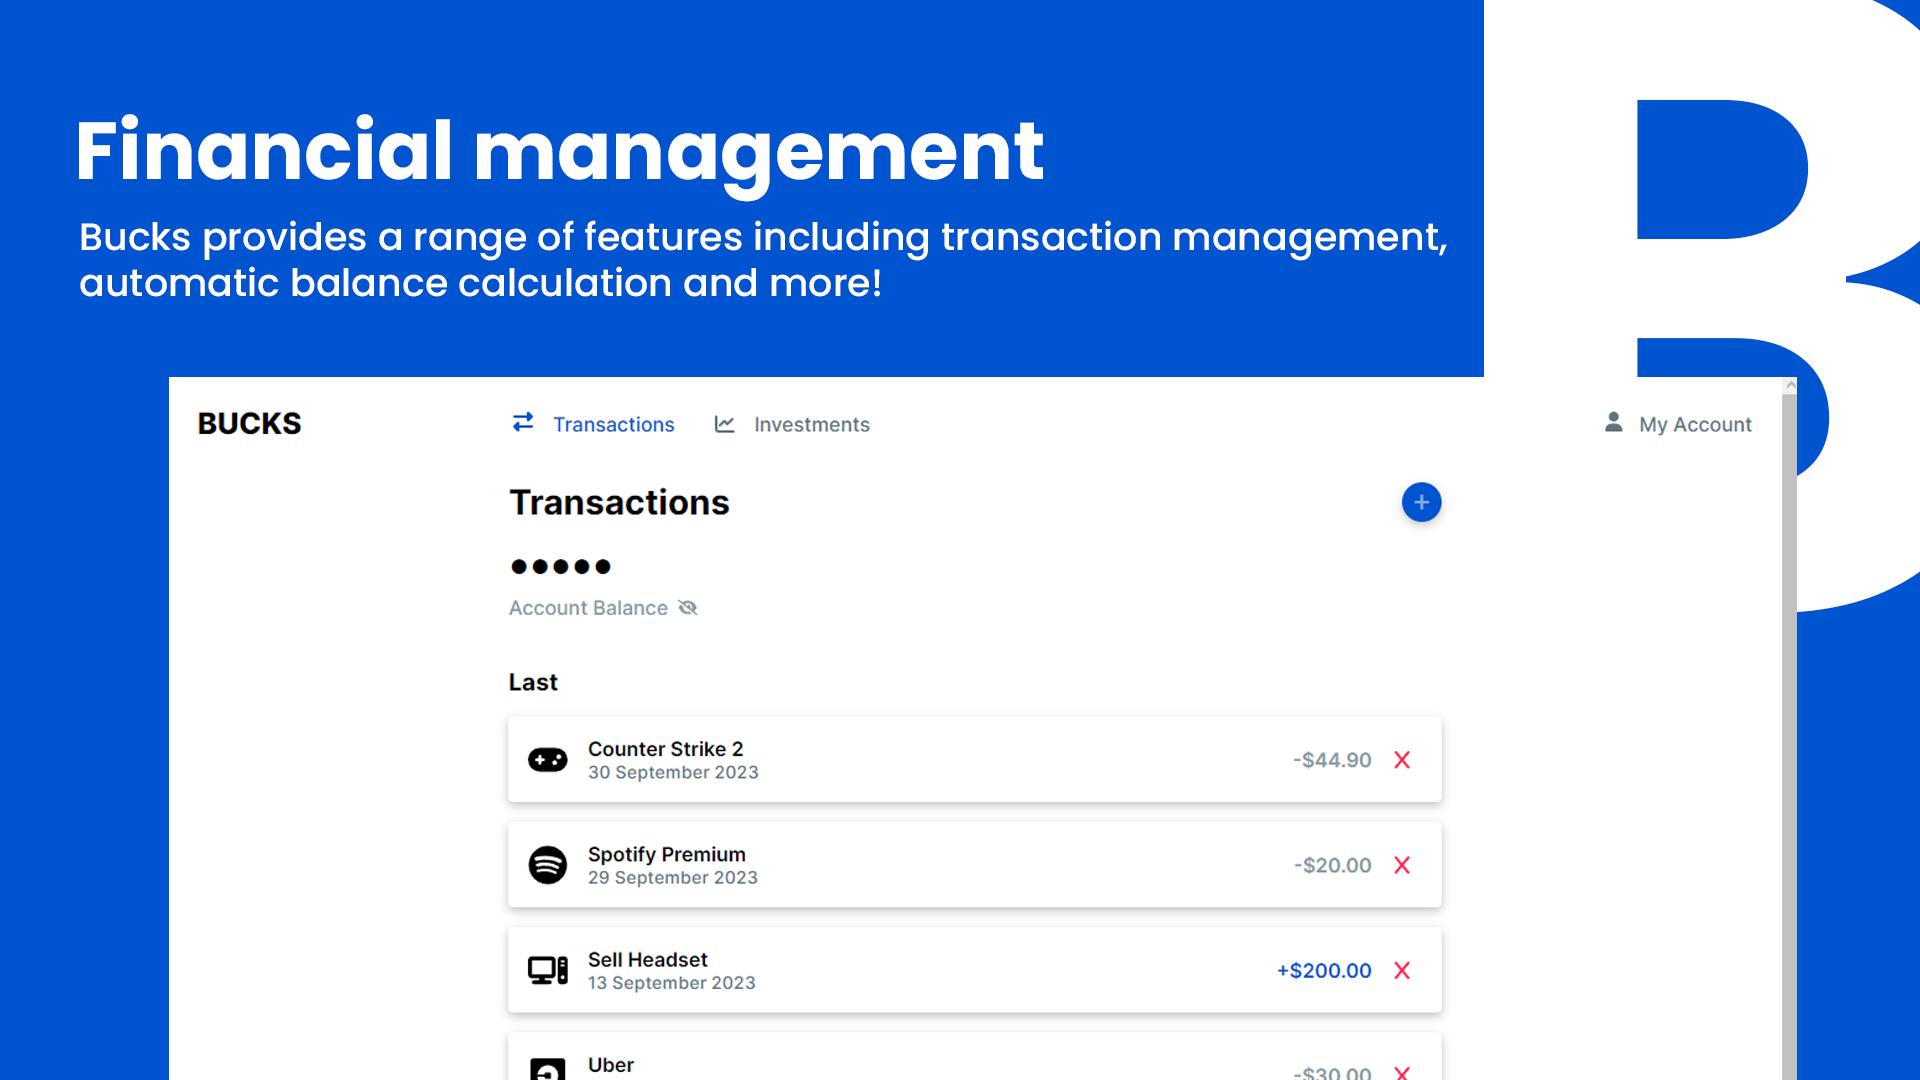 Financial management
Bucks provides a range of features including transaction management,
automatic balance calculation and more!
B
BUCKS
Transactions
Investments
My Account
Transactions
+
●●●●●
Account Balance
Last
Counter Strike 2
30 September 2023
-$44.90
X
Spotify Premium
29 September 2023
-$20.00
X
Sell Headset
13 September 2023
+$200.00
X
Uber
-$30.00
X